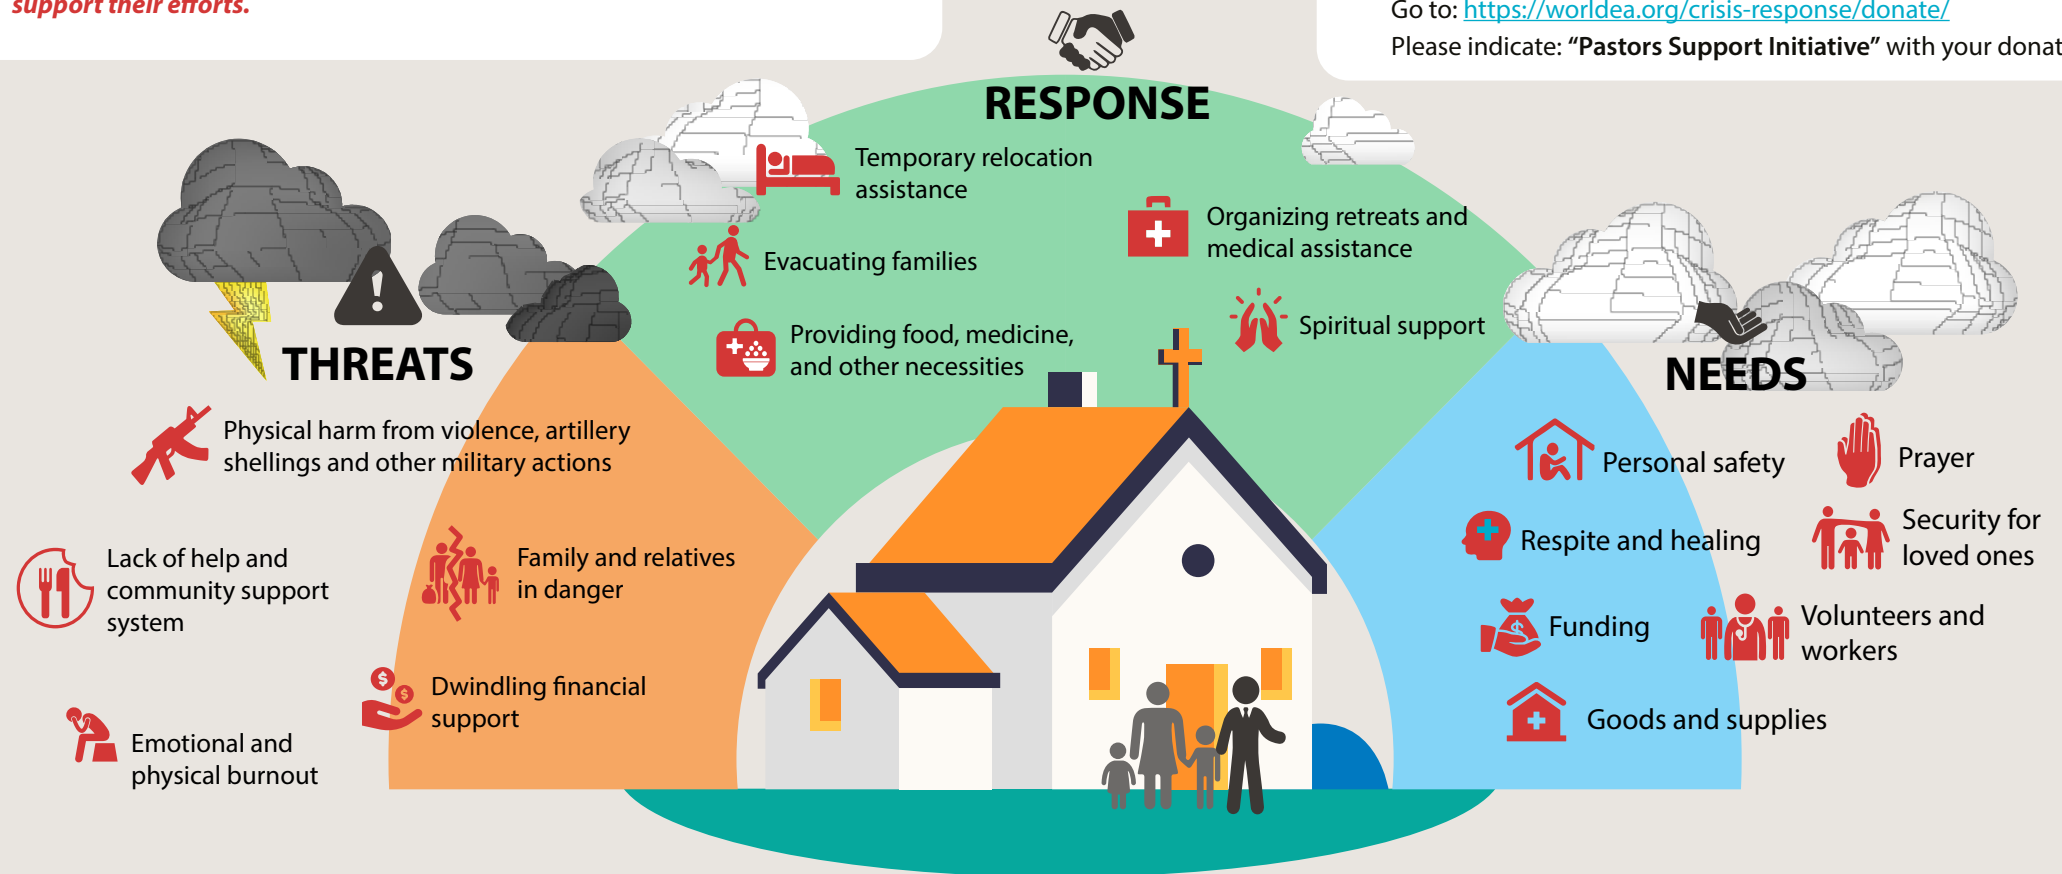 support their efforts.
Go to: https://worldea.org/crisis-response/donate/
Please indicate: “Pastors Support Initiative” with your donat
RESPONSE
Temporary relocation
assistance
Organizing retreats and
medical assistance
Evacuating families
Spiritual support
Providing food, medicine,
and other necessities
THREATS
Physical harm from violence, artillery
shellings and other military actions
Lack of help and
community support
system
Family and relatives
in danger
Dwindling financial
support
Emotional and
physical burnout
NEEDS
Personal safety
Prayer
Respite and healing
Security for
loved ones
Funding
Volunteers and
workers
Goods and supplies